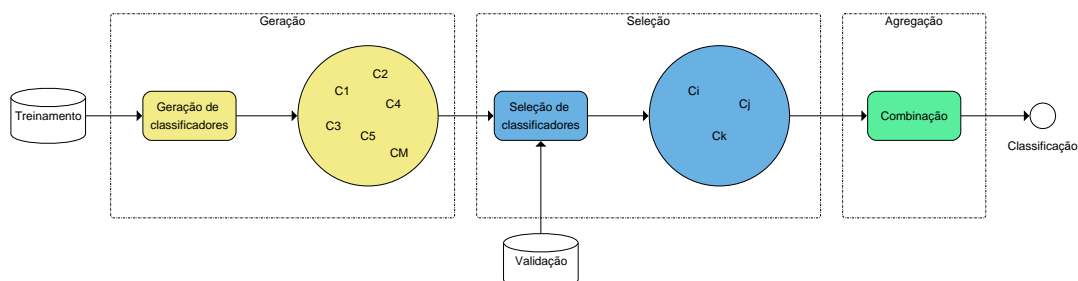 Geração
Seleção
Agregação
Treinamento
Geração de
classificadores
C1
C2
C4
C3
C5
CM
Seleção de
classificadores
Ci
Cj
Ck
Combinação
Classificação
Validação